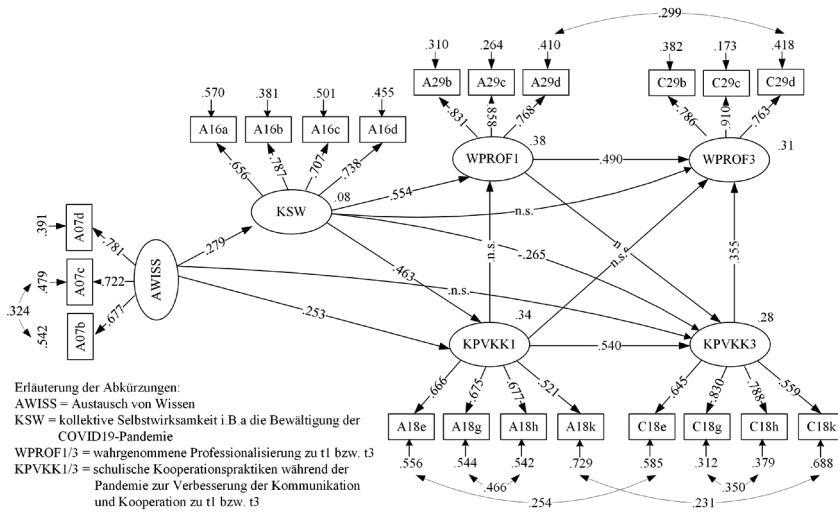 .299
.310 .264 .410 .382 .173 .418
A29b A29c A29d C29b C29c C29d
.570 .381 .501 .455
A16a A16b A16c A16d
.831 .858 .768 .786 .910 .763
.656 .787 .707 .738
.38 .31
WPROF1 .490 WPROF3
.08 .554
KSW n.s.
.391 A07d .781
.279 n.s. n.s. .355
-.265
.463
.479 A07c .722 AWISS n.s.
.324
.542 A07b .677 .253
.34 .28
KPVKK1 .540 KPVKK3
.666 .675 .677 .521 .645 .830 .788 .559
A18e A18g A18h A18k C18e C18g C18h C18k
.556 .544 .542 .729 .585 .312 .379 .688
.466 .350
.254 .231
Erläuterung der Abkürzungen:
AWISS = Austausch von Wissen
KSW = kollektive Selbstwirksamkeit i.B.a die Bewältigung der
COVID19-Pandemie
WPROF1/3 = wahrgenommene Professionalisierung zu t1 bzw. t3
KPVKK1/3 = schulische Kooperationspraktiken während der
Pandemie zur Verbesserung der Kommunikation
und Kooperation zu t1 bzw. t3